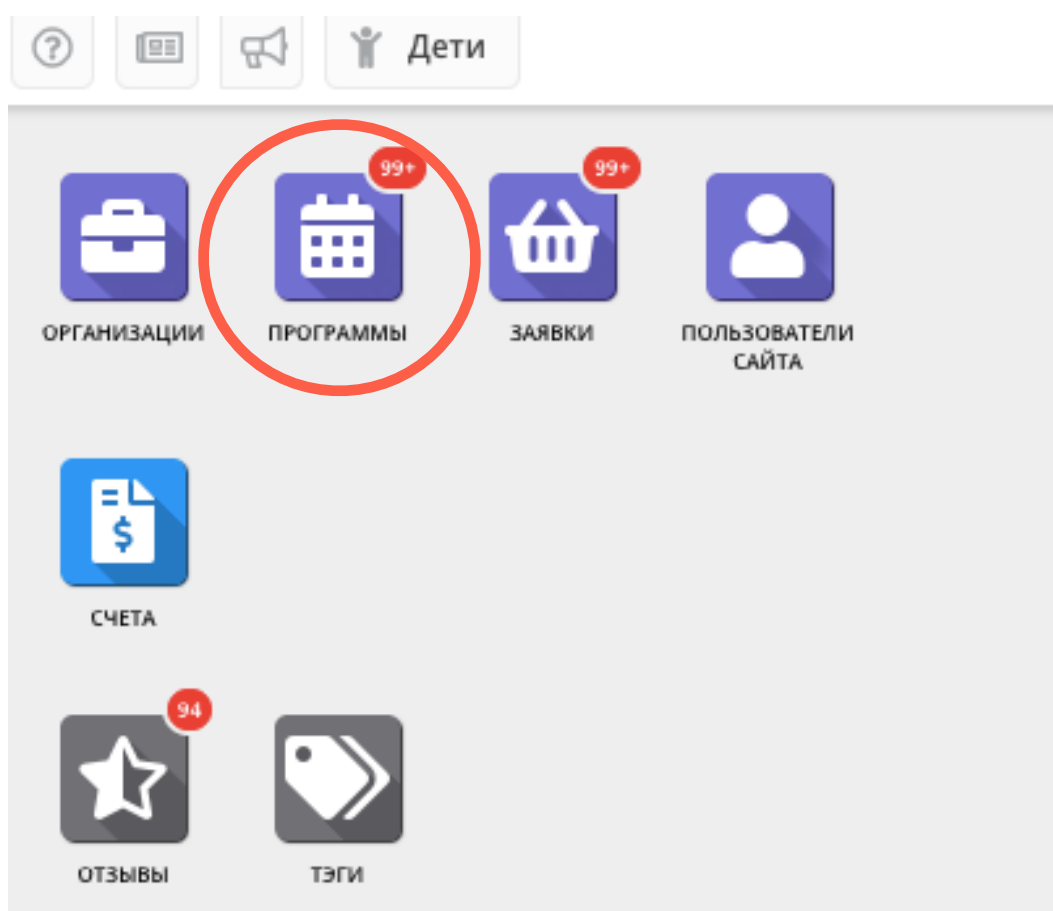 Дети
99+
99+
ОРГАНИЗАЦИИ
ПРОГРАММЫ
ЗАЯВКИ
ПОЛЬЗОВАТЕЛИ
САЙТА
$
СЧЕТА
94
ОТЗЫВЫ
ТЭГИ